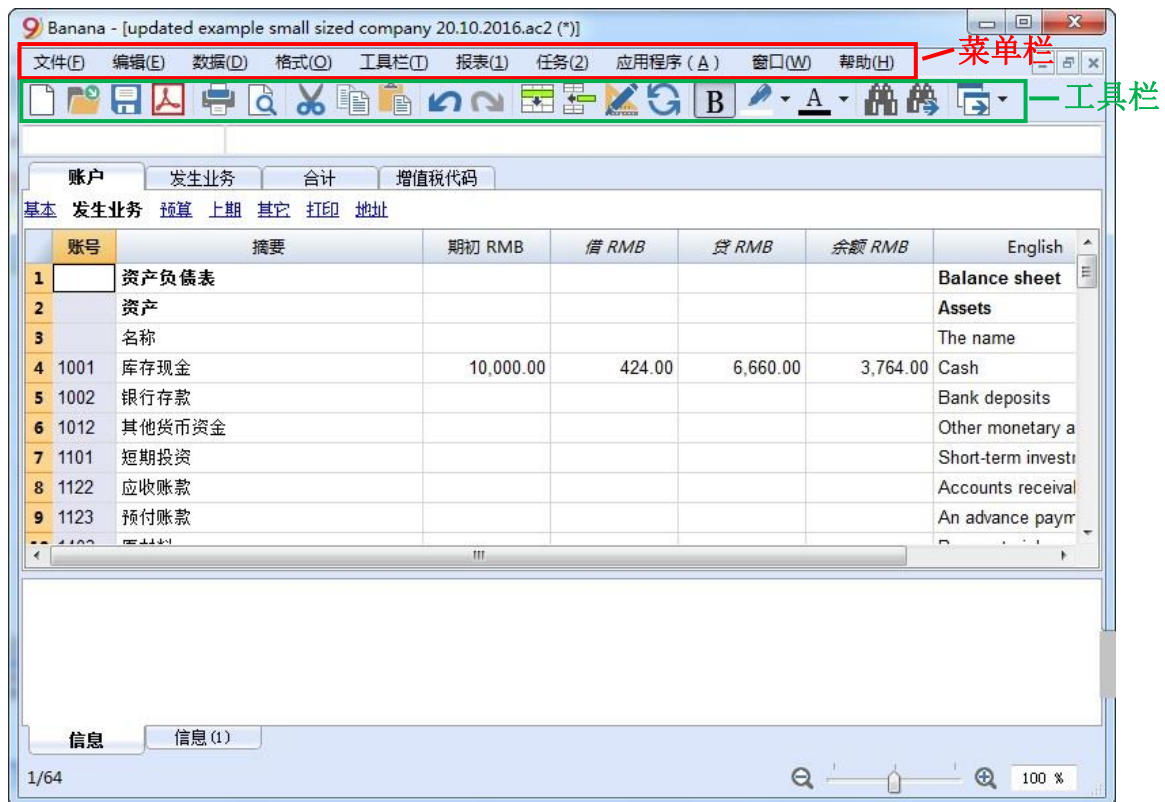 9 Banana - [updated example small sized company 20.10.2016.ac2 (*)]
文件(F) 编辑(E) 数据(D) 格式(O) 工具栏(T) 报表(1) 任务(2) 应用程序(A) 窗口(W) 帮助(H)
菜单栏
B A
工具栏
账户 发生业务 合计 增值税代码
基本 发生业务 预算 上期 其它 打印 地址
账号 摘要 期初 RMB 借 RMB 贷 RMB 余额 RMB English
1 资产负债表 Balance sheet
2 资产 Assets
3 名称 The name
4 1001 库存现金 10,000.00 424.00 6,660.00 3,764.00 Cash
5 1002 银行存款 Bank deposits
6 1012 其他货币资金 Other monetary a
7 1101 短期投资 Short-term invest
8 1122 应收账款 Accounts receival
9 1123 预付账款 An advance paym
信息 信息(1)
1/64 100 %